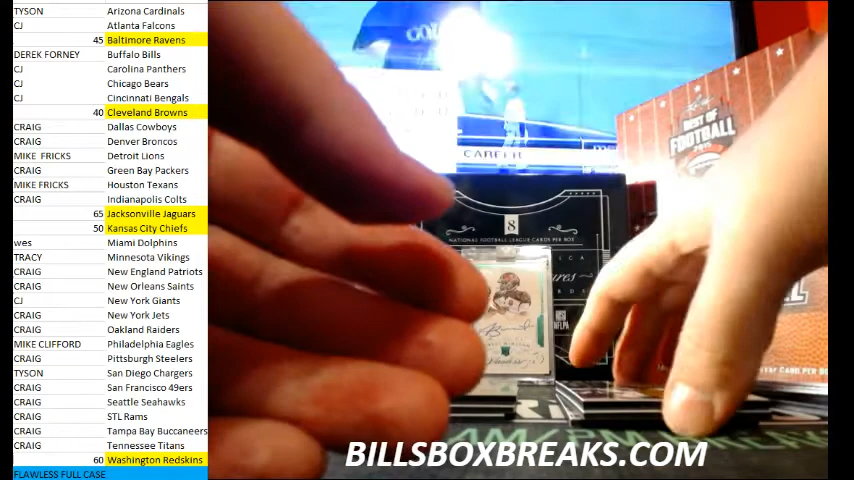 TYSON Arizona Cardinals
CJ Atlanta Falcons
45 Baltimore Ravens
DEREK FORNEY Buffalo Bills
CJ Carolina Panthers
CJ Chicago Bears
CJ Cincinnati Bengals
40 Cleveland Browns
CRAIG Dallas Cowboys
CRAIG Denver Broncos
MIKE FRICKS Detroit Lions
CRAIG Green Bay Packers
MIKE FRICKS Houston Texans
CRAIG Indianapolis Colts
65 Jacksonville Jaguars
50 Kansas City Chiefs
wes Miami Dolphins
TRACY Minnesota Vikings
CRAIG New England Patriots
CRAIG New Orleans Saints
CJ New York Giants
CRAIG New York Jets
CRAIG Oakland Raiders
MIKE CLIFFORD Philadelphia Eagles
CRAIG Pittsburgh Steelers
TYSON San Diego Chargers
CRAIG San Francisco 49ers
CRAIG Seattle Seahawks
CRAIG STL Rams
CRAIG Tampa Bay Buccaneers
CRAIG Tennessee Titans
60 Washington Redskins
FLAWLESS FULL CASE
CAREER
BEST OF
FOOTBALL
8
NATIONAL FOOTBALL LEAGUE CARDS PER BOX
NFLPA
BILLSBOXBREAKS.COM